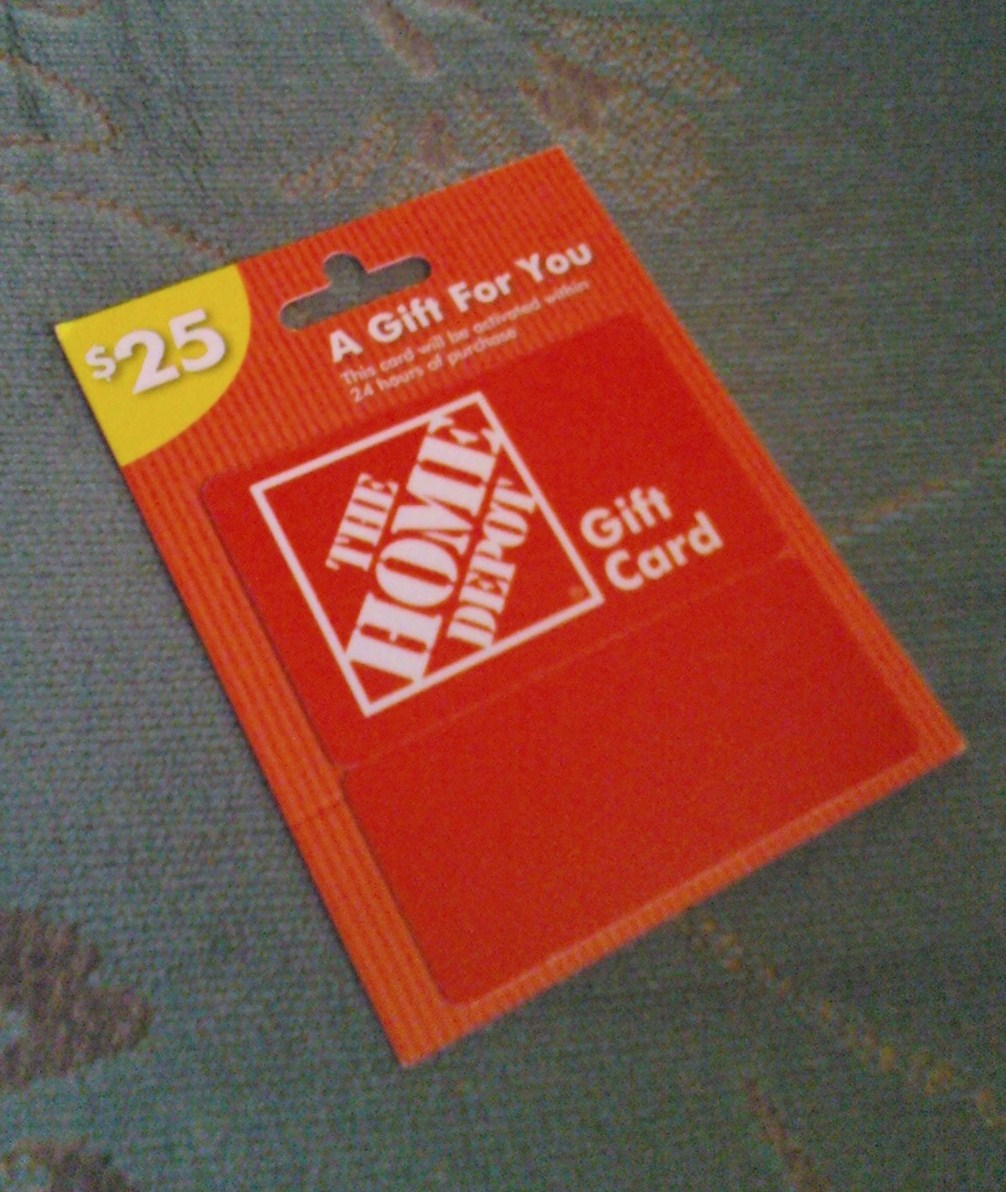 $25
A Gift For You
This card will be activated within
24 hours of purchase
THE
HOME
DEPOT
Gift
Card